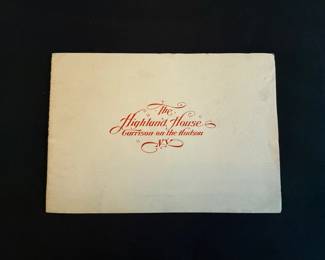 The
Highland House
Garrison-on-the-Hudson
N.Y.